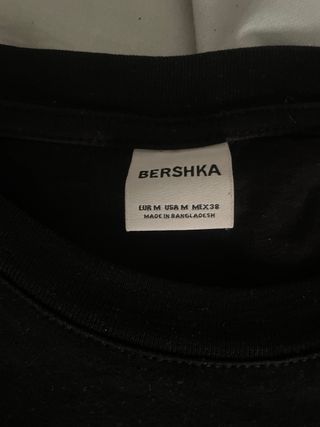 BERSHKA
EUR M USA M MEX 38
MADE IN BANGLADESH